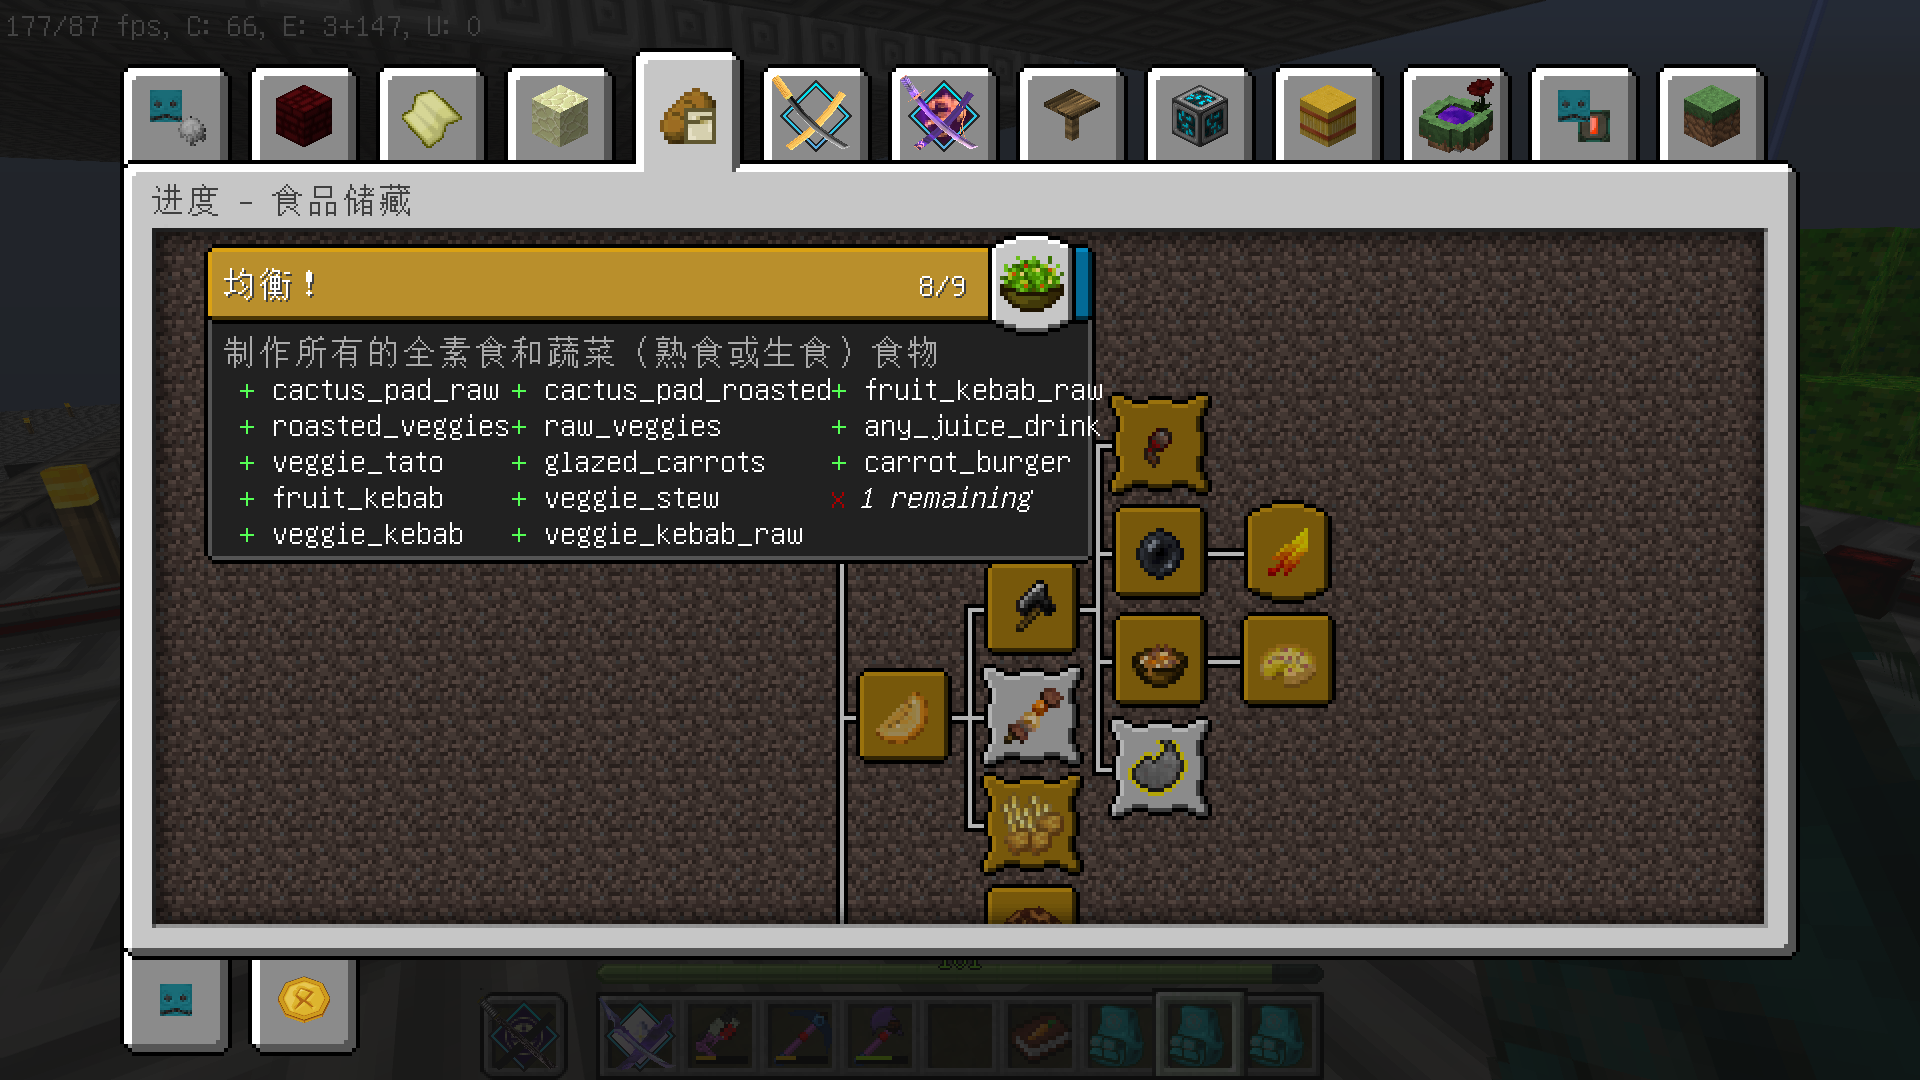 177/87 fps, C: 66, E: 3+147, U: 0
进度 - 食品储藏
均衡！ 8/9
制作所有的全素食和蔬菜（熟食或生食）食物
+ cactus_pad_raw + cactus_pad_roasted + fruit_kebab_raw
+ roasted_veggies + raw_veggies + any_juice_drink
+ veggie_tato + glazed_carrots + carrot_burger
+ fruit_kebab + veggie_stew x 1 remaining
+ veggie_kebab + veggie_kebab_raw